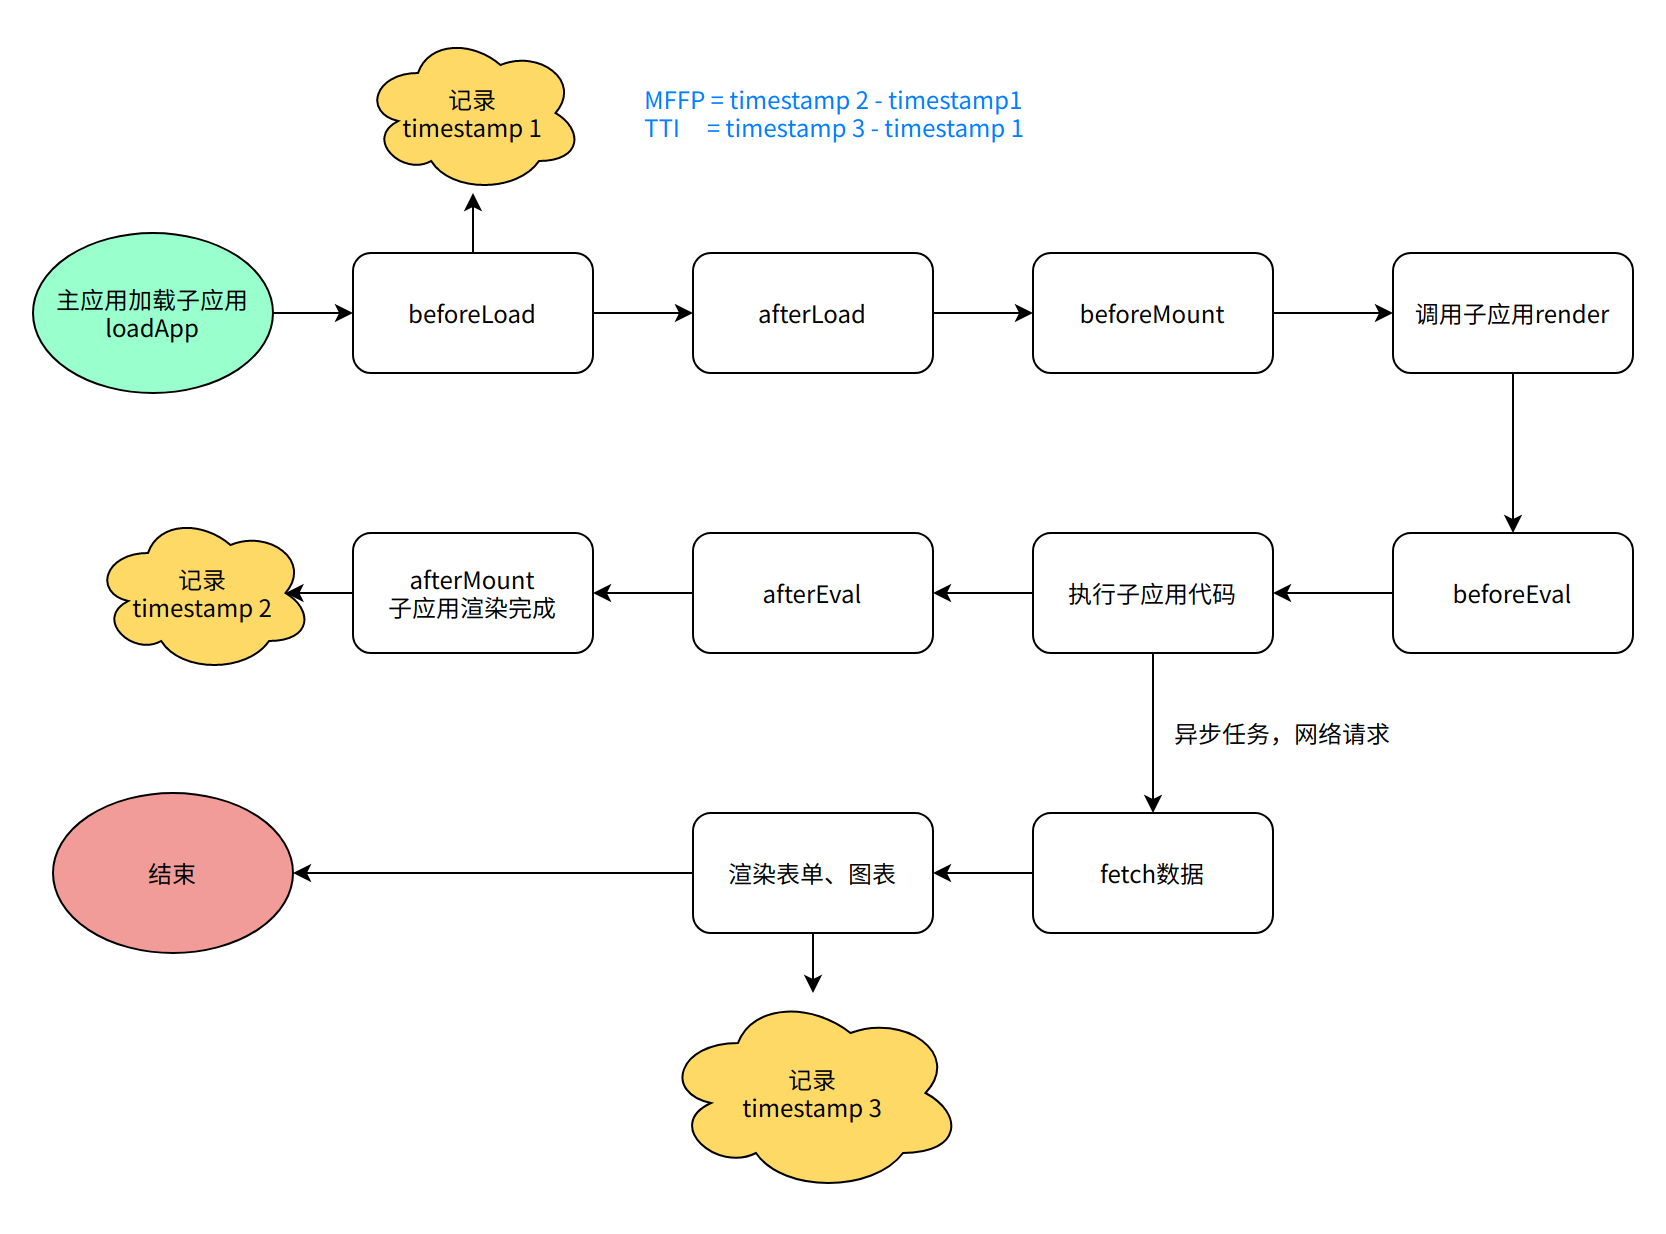 记录
timestamp 1
MFFP = timestamp 2 - timestamp1
TTI = timestamp 3 - timestamp 1
主应用加载子应用
loadApp
beforeLoad
afterLoad
beforeMount
调用子应用render
记录
timestamp 2
afterMount
子应用渲染完成
afterEval
执行子应用代码
beforeEval
异步任务，网络请求
结束
渲染表单、图表
fetch数据
记录
timestamp 3